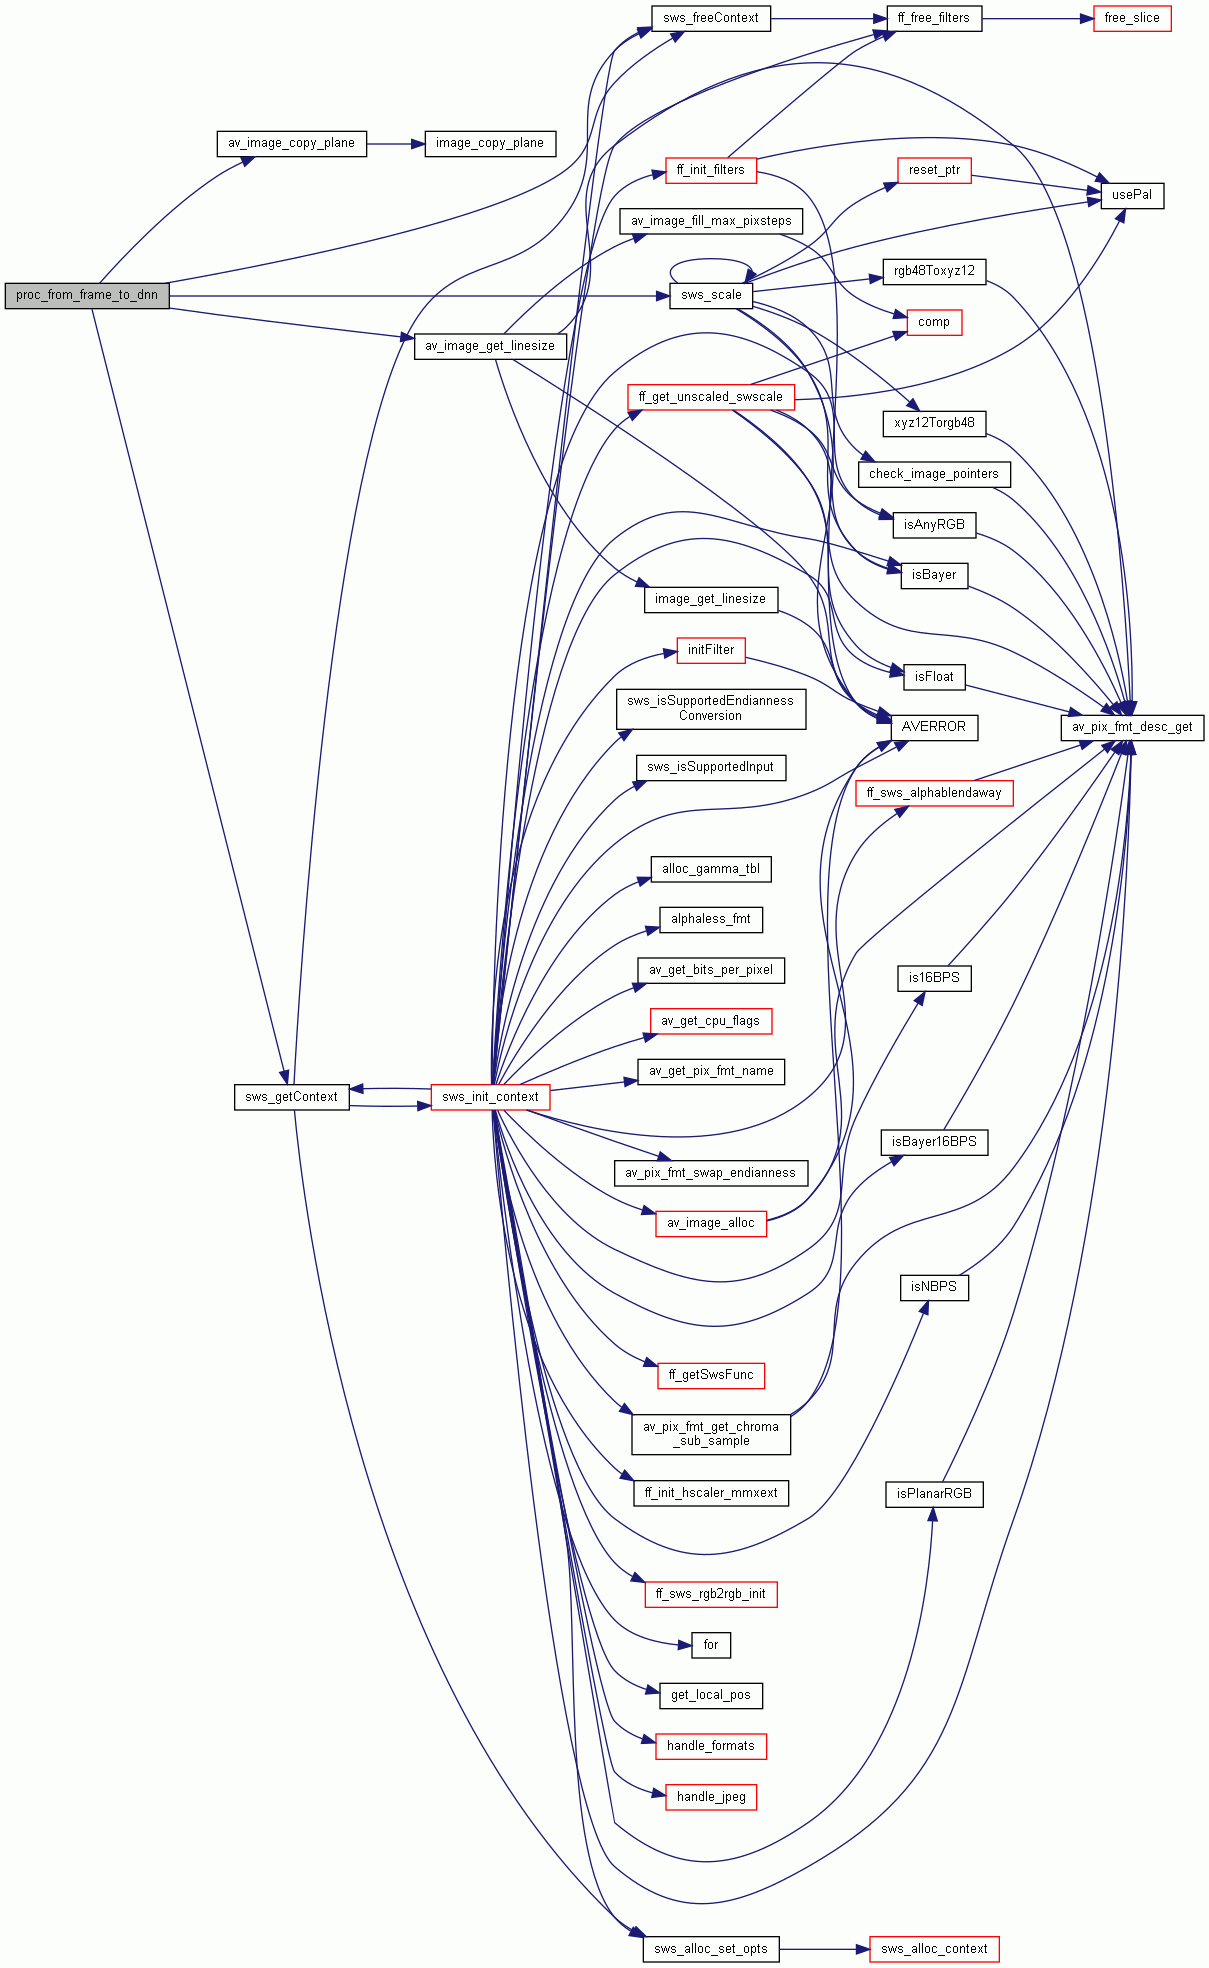 sws_freeContext
ff_free_filters
free_slice
av_image_copy_plane
image_copy_plane
ff_init_filters
reset_ptr
usePal
av_image_fill_max_pixsteps
rgb48Toxyz12
proc_from_frame_to_dnn
sws_scale
comp
av_image_get_linesize
ff_get_unscaled_swscale
xyz12Torgb48
check_image_pointers
isAnyRGB
isBayer
image_get_linesize
initFilter
isFloat
sws_isSupportedEndianness
Conversion
AVERROR
av_pix_fmt_desc_get
sws_isSupportedInput
ff_sws_alphablendaway
alloc_gamma_tbl
alphaless_fmt
av_get_bits_per_pixel
is16BPS
av_get_cpu_flags
av_get_pix_fmt_name
sws_getContext
sws_init_context
isBayer16BPS
av_pix_fmt_swap_endianness
av_image_alloc
isNBPS
ff_getSwsFunc
av_pix_fmt_get_chroma
_sub_sample
ff_init_hscaler_mmxext
isPlanarRGB
ff_sws_rgb2rgb_init
for
get_local_pos
handle_formats
handle_jpeg
sws_alloc_set_opts
sws_alloc_context